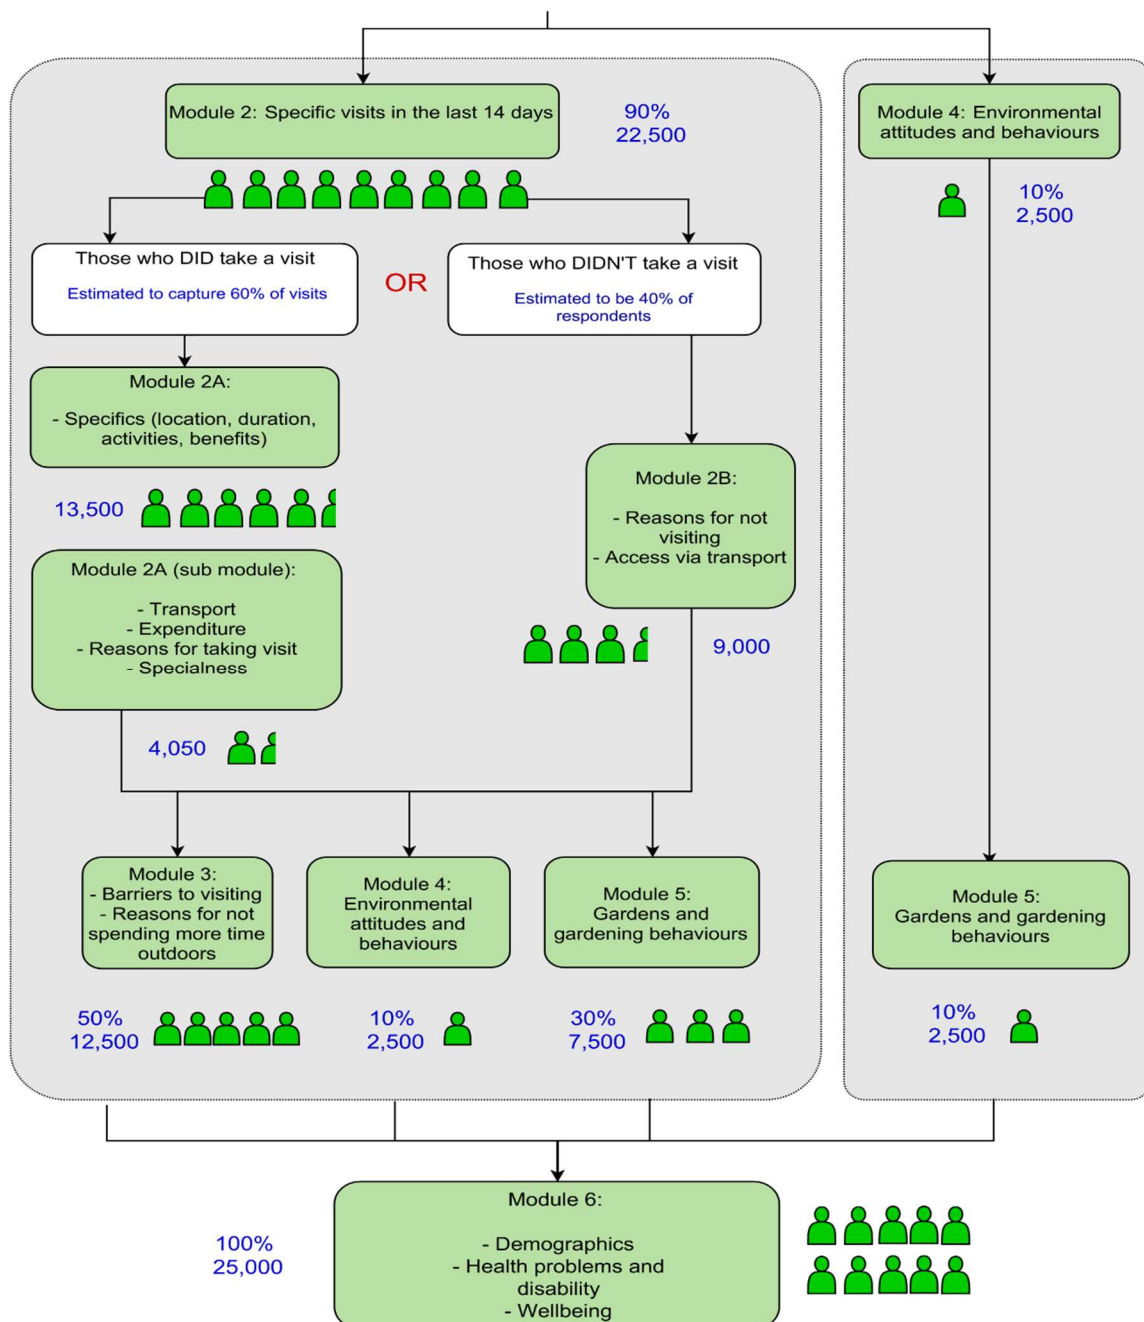 Module 2: Specific visits in the last 14 days
90%
22,500
Module 4: Environmental
attitudes and behaviours
10%
2,500
Those who DID take a visit
Estimated to capture 60% of visits
OR
Those who DIDN'T take a visit
Estimated to be 40% of
respondents
Module 2A:
- Specifics (location, duration,
activities, benefits)
13,500
Module 2A (sub module):
- Transport
- Expenditure
- Reasons for taking visit
- Specialness
4,050
Module 2B:
- Reasons for not
visiting
- Access via transport
9,000
Module 3:
- Barriers to visiting
- Reasons for not
spending more time
outdoors
50%
12,500
Module 4:
Environmental
attitudes and
behaviours
10%
2,500
Module 5:
Gardens and
gardening behaviours
30%
7,500
Module 5:
Gardens and gardening
behaviours
10%
2,500
Module 6:
- Demographics
- Health problems and
disability
- Wellbeing
100%
25,000